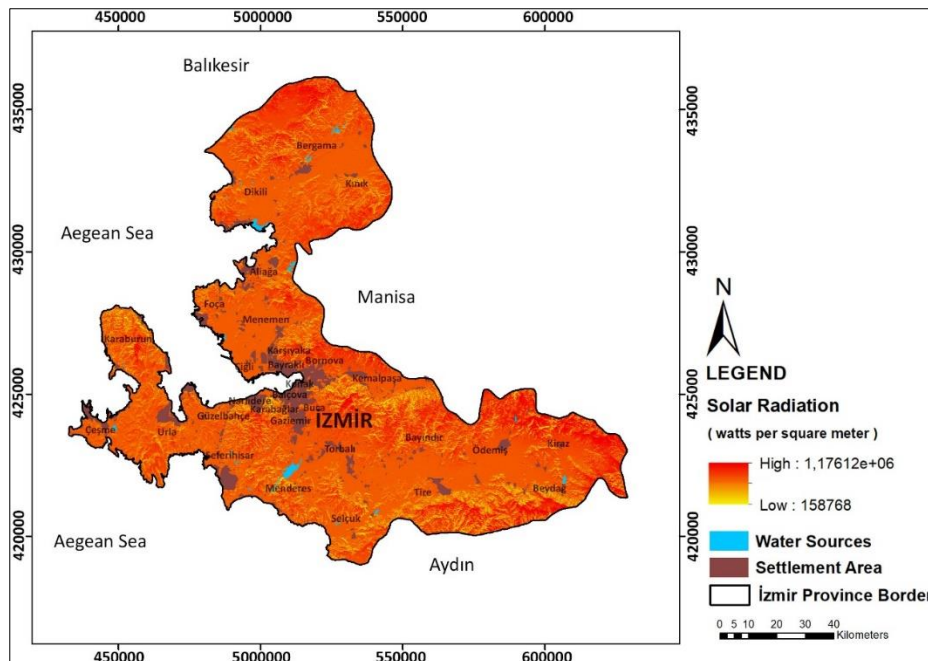 450000 5000000 550000 600000
Balıkesir
435000
435000
Bergama
Kınık
Dikili
Aegean Sea
430000
430000
Aliağa
Manisa
Foça
Menemen
N
Karaburun
Karşıyaka
Çiğli
Bayraklı
Bornova
Kemalpaşa
LEGEND
Konak
425000
425000
Balçova
Narlıdere
Solar Radiation
Güzelbahçe
Karabağlar
Buca
Çeşme
Urla
Gaziemir
İZMİR
( watts per square meter )
Bayındır
Ödemiş
Kiraz
Seferihisar
Torbalı
High : 1,17612e+06
Menderes
Tire
Beydağ
Low : 158768
Selçuk
420000
420000
Aegean Sea
Water Sources
Aydın
Settlement Area
İzmir Province Border
0 5 10 20 30 40
Kilometers
450000 5000000 550000 600000